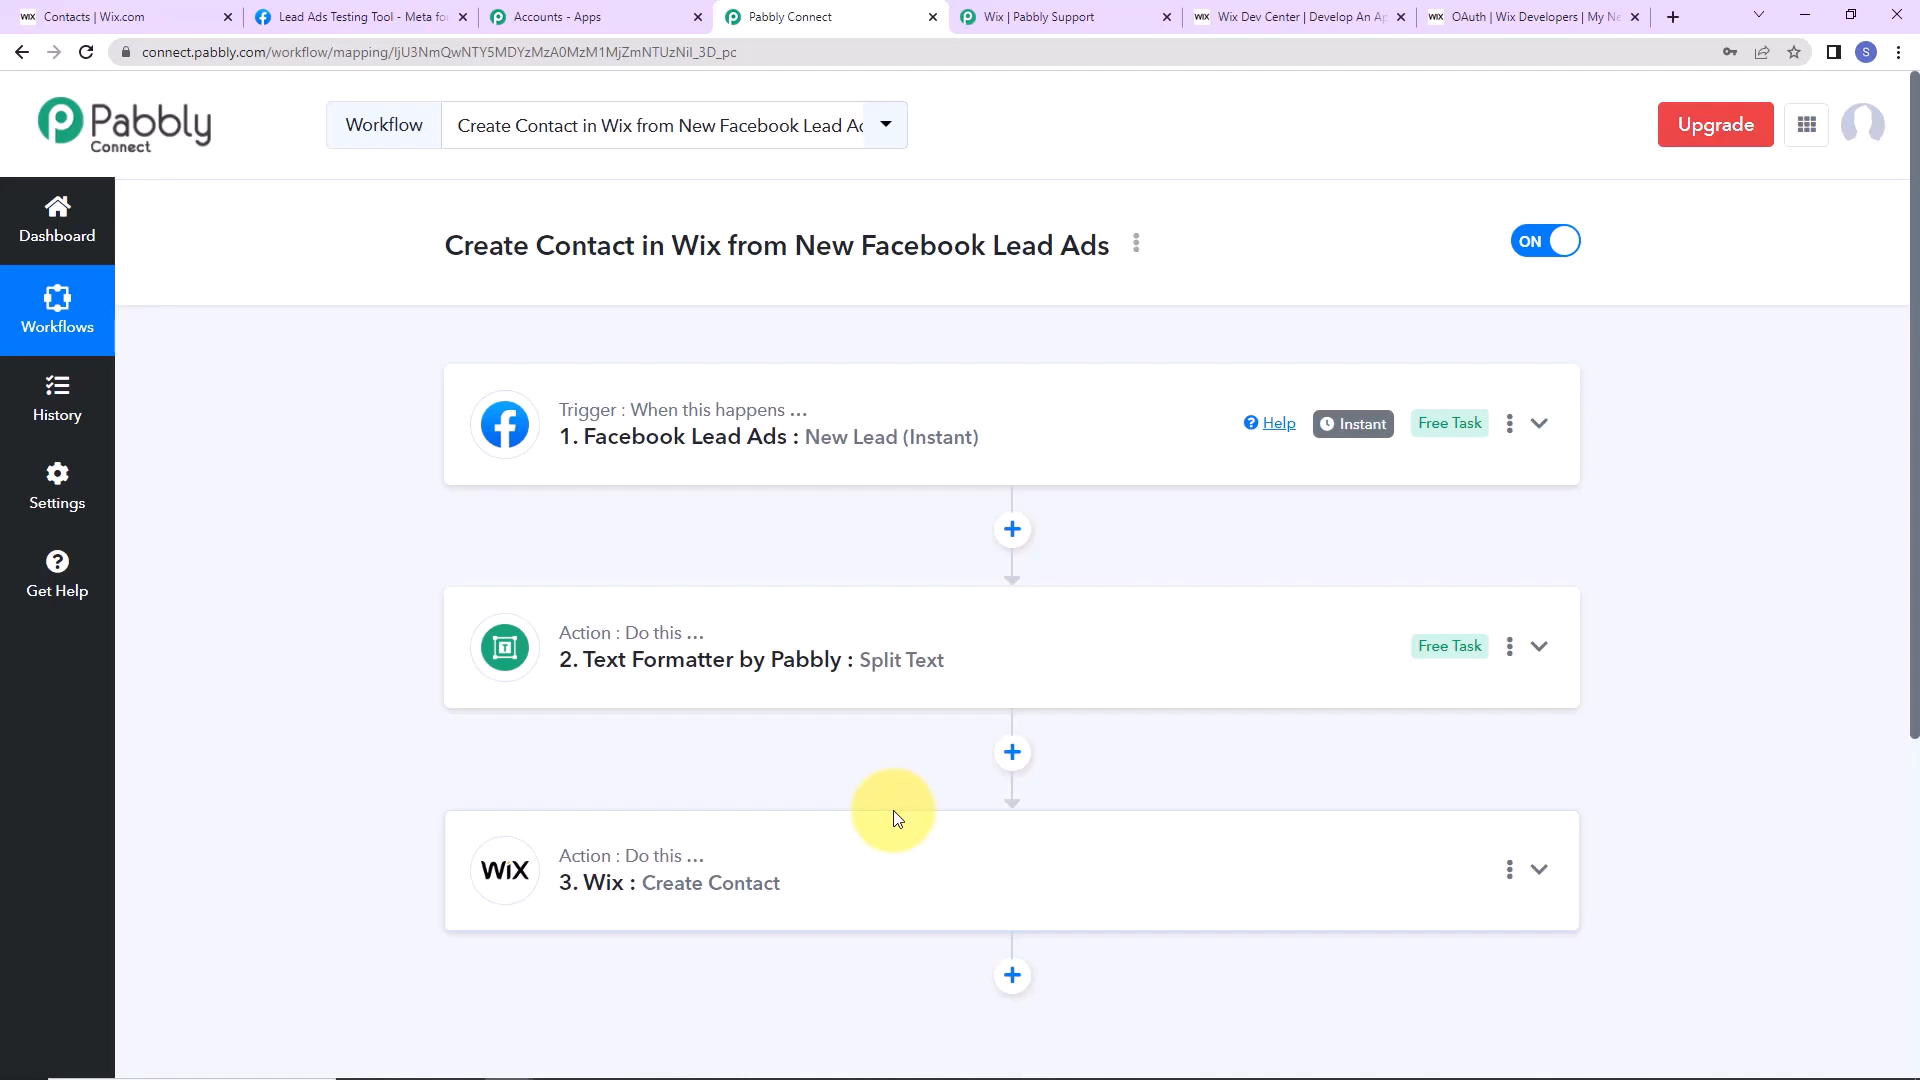 WiX Contacts | Wix.com
Lead Ads Testing Tool - Meta fo
Accounts - Apps
Pabbly Connect
Wix | Pabbly Support
WiX Wix Dev Center | Develop An Ap
WiX OAuth | Wix Developers | My Ne
connect.pabbly.com/workflow/mapping/IjU3NmQwNTY5MDYzMzA0MzM1MjZmNTUzNiI_3D_pc
S
Pabbly
Connect
Workflow
Create Contact in Wix from New Facebook Lead Ad
Upgrade
Dashboard
Workflows
History
Settings
Get Help
Create Contact in Wix from New Facebook Lead Ads
ON
Trigger : When this happens ...
1. Facebook Lead Ads : New Lead (Instant)
Help
Instant
Free Task
Action : Do this ...
2. Text Formatter by Pabbly : Split Text
Free Task
WiX
Action : Do this ...
3. Wix : Create Contact